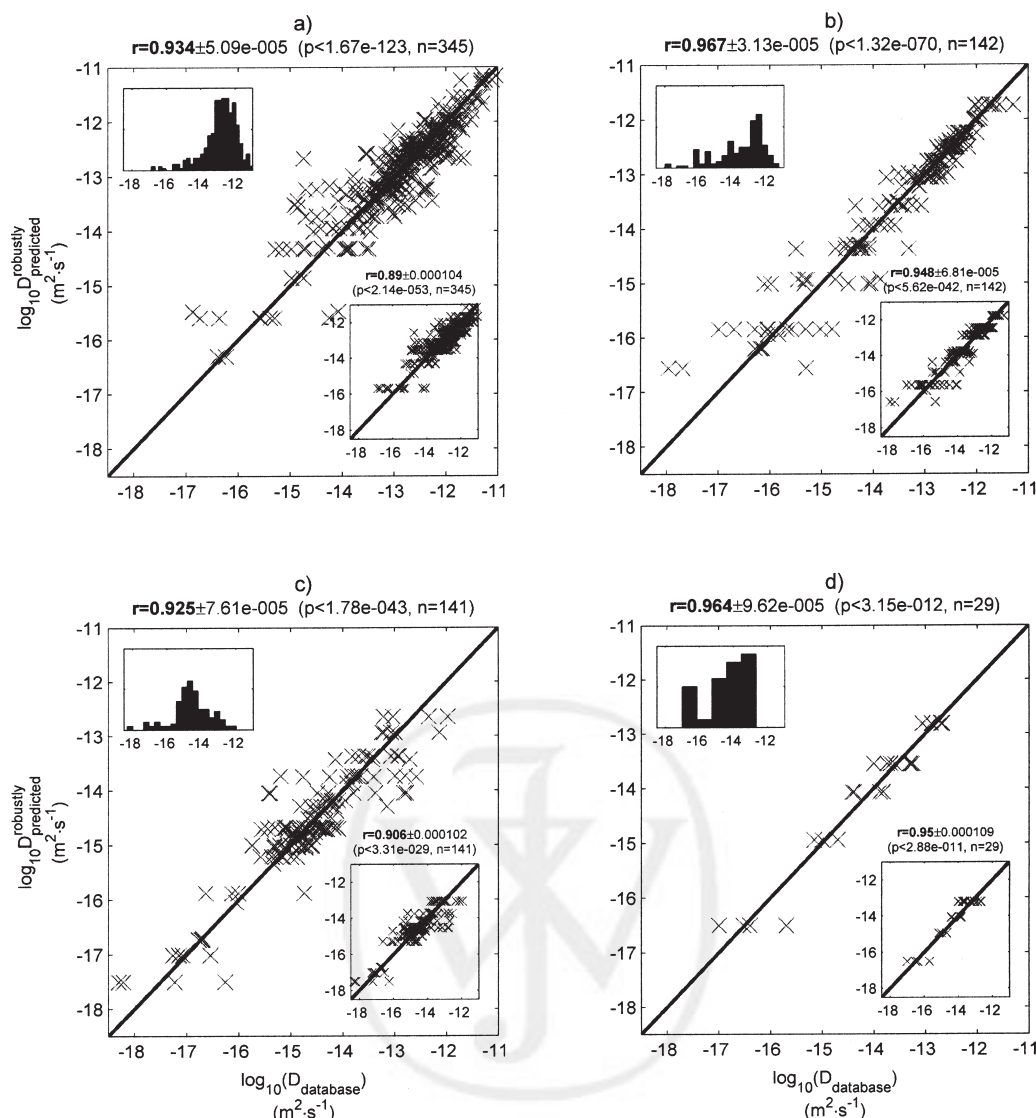 a)
r=0.934±5.09e-005 (p<1.67e-123, n=345)
-11
-12
-13
-14
-15
-16
-17
-18
-18 -17 -16 -15 -14 -13 -12 -11
log10D robustly predicted
(m²·s⁻¹)
-18 -16 -14 -12
r=0.89±0.000104
(p<2.14e-053, n=345)
-12
-14
-16
-18
-18 -16 -14 -12
b)
r=0.967±3.13e-005 (p<1.32e-070, n=142)
-11
-12
-13
-14
-15
-16
-17
-18
-18 -17 -16 -15 -14 -13 -12 -11
-18 -16 -14 -12
r=0.948±6.81e-005
(p<5.62e-042, n=142)
-12
-14
-16
-18
-18 -16 -14 -12
c)
r=0.925±7.61e-005 (p<1.78e-043, n=141)
-11
-12
-13
-14
-15
-16
-17
-18
-18 -17 -16 -15 -14 -13 -12 -11
log10D robustly predicted
(m²·s⁻¹)
log10(Ddatabase)
(m²·s⁻¹)
-18 -16 -14 -12
r=0.906±0.000102
(p<3.31e-029, n=141)
-12
-14
-16
-18
-18 -16 -14 -12
d)
r=0.964±9.62e-005 (p<3.15e-012, n=29)
-11
-12
-13
-14
-15
-16
-17
-18
-18 -17 -16 -15 -14 -13 -12 -11
log10(Ddatabase)
(m²·s⁻¹)
-18 -16 -14 -12
r=0.95±0.000109
(p<2.88e-011, n=29)
-12
-14
-16
-18
-18 -16 -14 -12